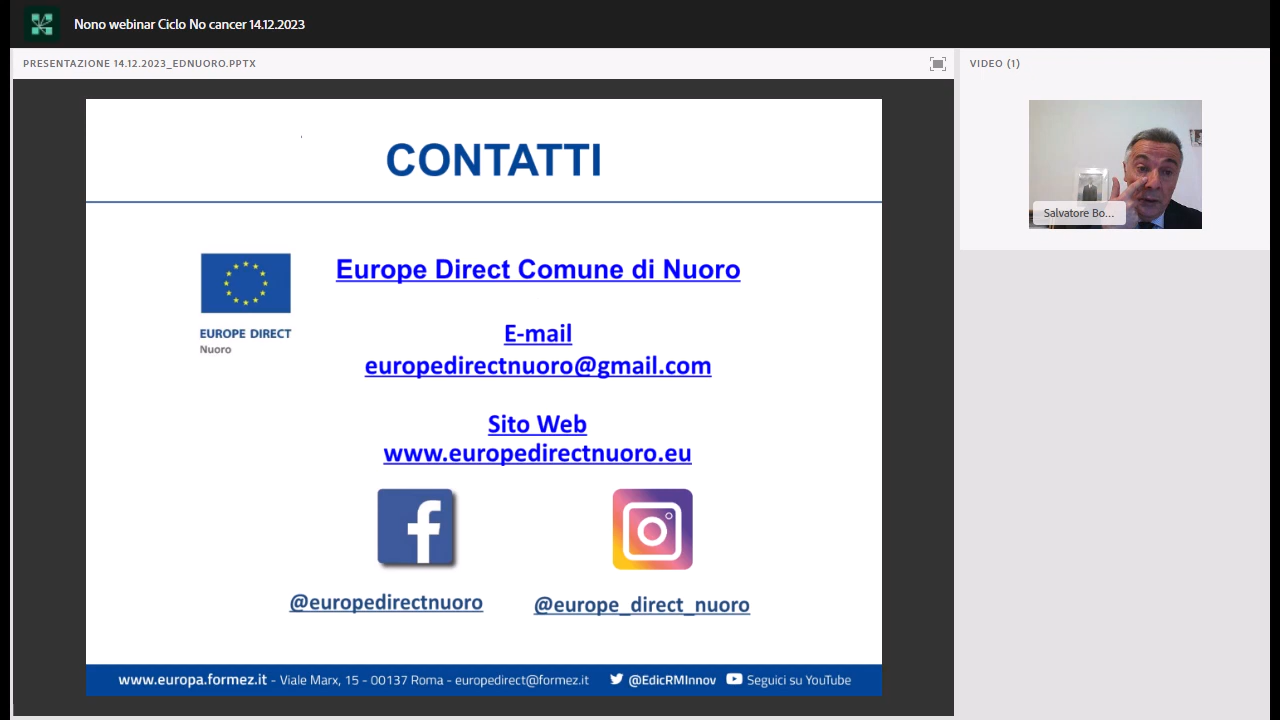 Nono webinar Ciclo No cancer 14.12.2023
PRESENTAZIONE 14.12.2023_EDNUORO.PPTX
VIDEO (1)
Salvatore Bo...
CONTATTI
EUROPE DIRECT
Nuoro
Europe Direct Comune di Nuoro
E-mail
europedirectnuoro@gmail.com
Sito Web
www.europedirectnuoro.eu
@europedirectnuoro
@europe_direct_nuoro
www.europa.formez.it - Viale Marx, 15 - 00137 Roma - europedirect@formez.it @EdicRMInnov Seguici su YouTube